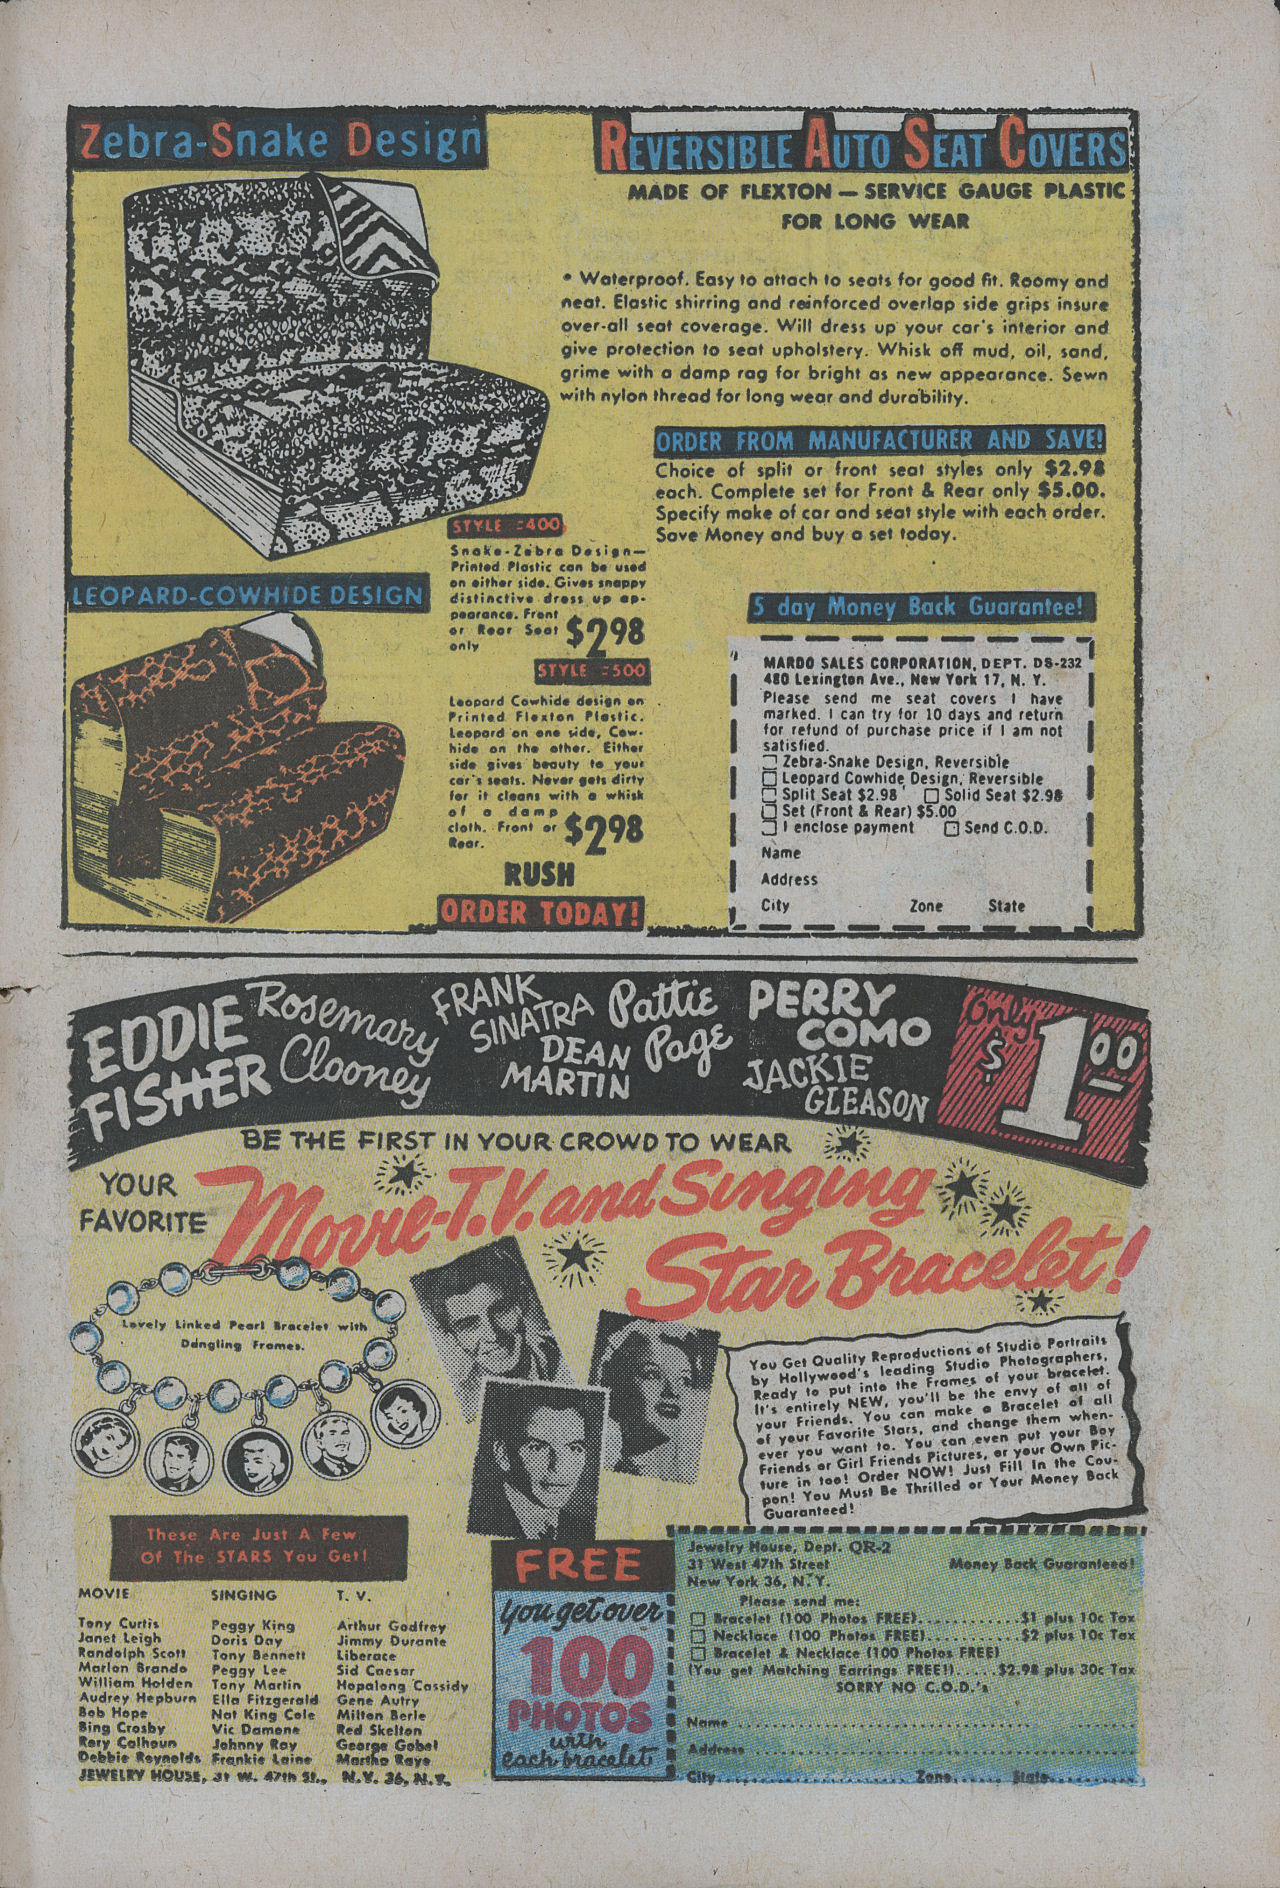 Zebra-Snake Design
REVERSIBLE AUTO SEAT COVERS
MADE OF FLEXTON — SERVICE GAUGE PLASTIC
FOR LONG WEAR
• Waterproof. Easy to attach to seats for good fit. Roomy and
neat. Elastic shirring and reinforced overlap side grips insure
over-all seat coverage. Will dress up your car's interior and
give protection to seat upholstery. Whisk off mud, oil, sand,
grime with a damp rag for bright as new appearance. Sewn
with nylon thread for long wear and durability.
ORDER FROM MANUFACTURER AND SAVE!
Choice of split or front seat styles only $2.98
each. Complete set for Front & Rear only $5.00.
Specify make of car and seat style with each order.
Save Money and buy a set today.
STYLE #400
Snake-Zebra Design—
Printed Plastic can be used
on either side. Gives snappy
distinctive dress up ap-
pearance. Front
or Rear Seat
only
$2.98
LEOPARD-COWHIDE DESIGN
STYLE #500
Leopard Cowhide design on
Printed Flexton Plastic.
Leopard on one side, Cow-
hide on the other. Either
side gives beauty to your
car's seats. Never gets dirty
for it cleans with a whisk
of a damp
cloth. Front or
Rear.
$2.98
RUSH
ORDER TODAY!
5 day Money Back Guarantee!
MARDO SALES CORPORATION, DEPT. DS-232
480 Lexington Ave., New York 17, N. Y.
Please send me seat covers I have
marked. I can try for 10 days and return
for refund of purchase price if I am not
satisfied.
Zebra-Snake Design, Reversible
Leopard Cowhide Design, Reversible
Split Seat $2.98 Solid Seat $2.98
Set (Front & Rear) $5.00
I enclose payment Send C.O.D.
Name
Address
City Zone State
EDDIE FISHER
Rosemary Clooney
FRANK SINATRA
DEAN MARTIN
Pattie Page
PERRY COMO
JACKIE GLEASON
Only $1.00
BE THE FIRST IN YOUR CROWD TO WEAR
YOUR FAVORITE
Movie-T.V. and Singing
Star Bracelet!
Lovely Linked Pearl Bracelet with
Dangling Frames.
You Get Quality Reproductions of Studio Portraits
by Hollywood's leading Studio Photographers,
Ready to put into the Frames of your bracelet.
It's entirely NEW, you'll be the envy of all of
your Friends. You can make a Bracelet of all
of your Favorite Stars, and change them when-
ever you want to. You can even put your Boy
Friends or Girl Friends Pictures, or your Own Pic-
ture in too! Order NOW! Just Fill In the Cou-
pon! You Must Be Thrilled or Your Money Back
Guaranteed!
These Are Just A Few
Of The STARS You Get!
MOVIE
Tony Curtis
Janet Leigh
Randolph Scott
Marlon Brando
William Holden
Audrey Hepburn
Bob Hope
Bing Crosby
Rory Calhoun
Debbie Reynolds
SINGING
Peggy King
Doris Day
Tony Bennett
Peggy Lee
Tony Martin
Ella Fitzgerald
Nat King Cole
Vic Damone
Johnny Ray
Frankie Laine
T. V.
Arthur Godfrey
Jimmy Durante
Liberace
Sid Caesar
Hopalong Cassidy
Gene Autry
Milton Berle
Red Skelton
George Gobel
Martha Raye
JEWELRY HOUSE, 31 W. 47th St., N.Y. 36, N.Y.
FREE
You get over
100
PHOTOS
with
each bracelet
Jewelry House, Dept. QR-2
31 West 47th Street Money Back Guaranteed!
New York 36, N.Y.
Please send me:
Bracelet (100 Photos FREE)............$1 plus 10c Tax
Necklace (100 Photos FREE)...........$2 plus 10c Tax
Bracelet & Necklace (100 Photos FREE)
(You get Matching Earrings FREE!).....$2.98 plus 30c Tax
SORRY NO C.O.D.'s
Name
Address
City Zone State